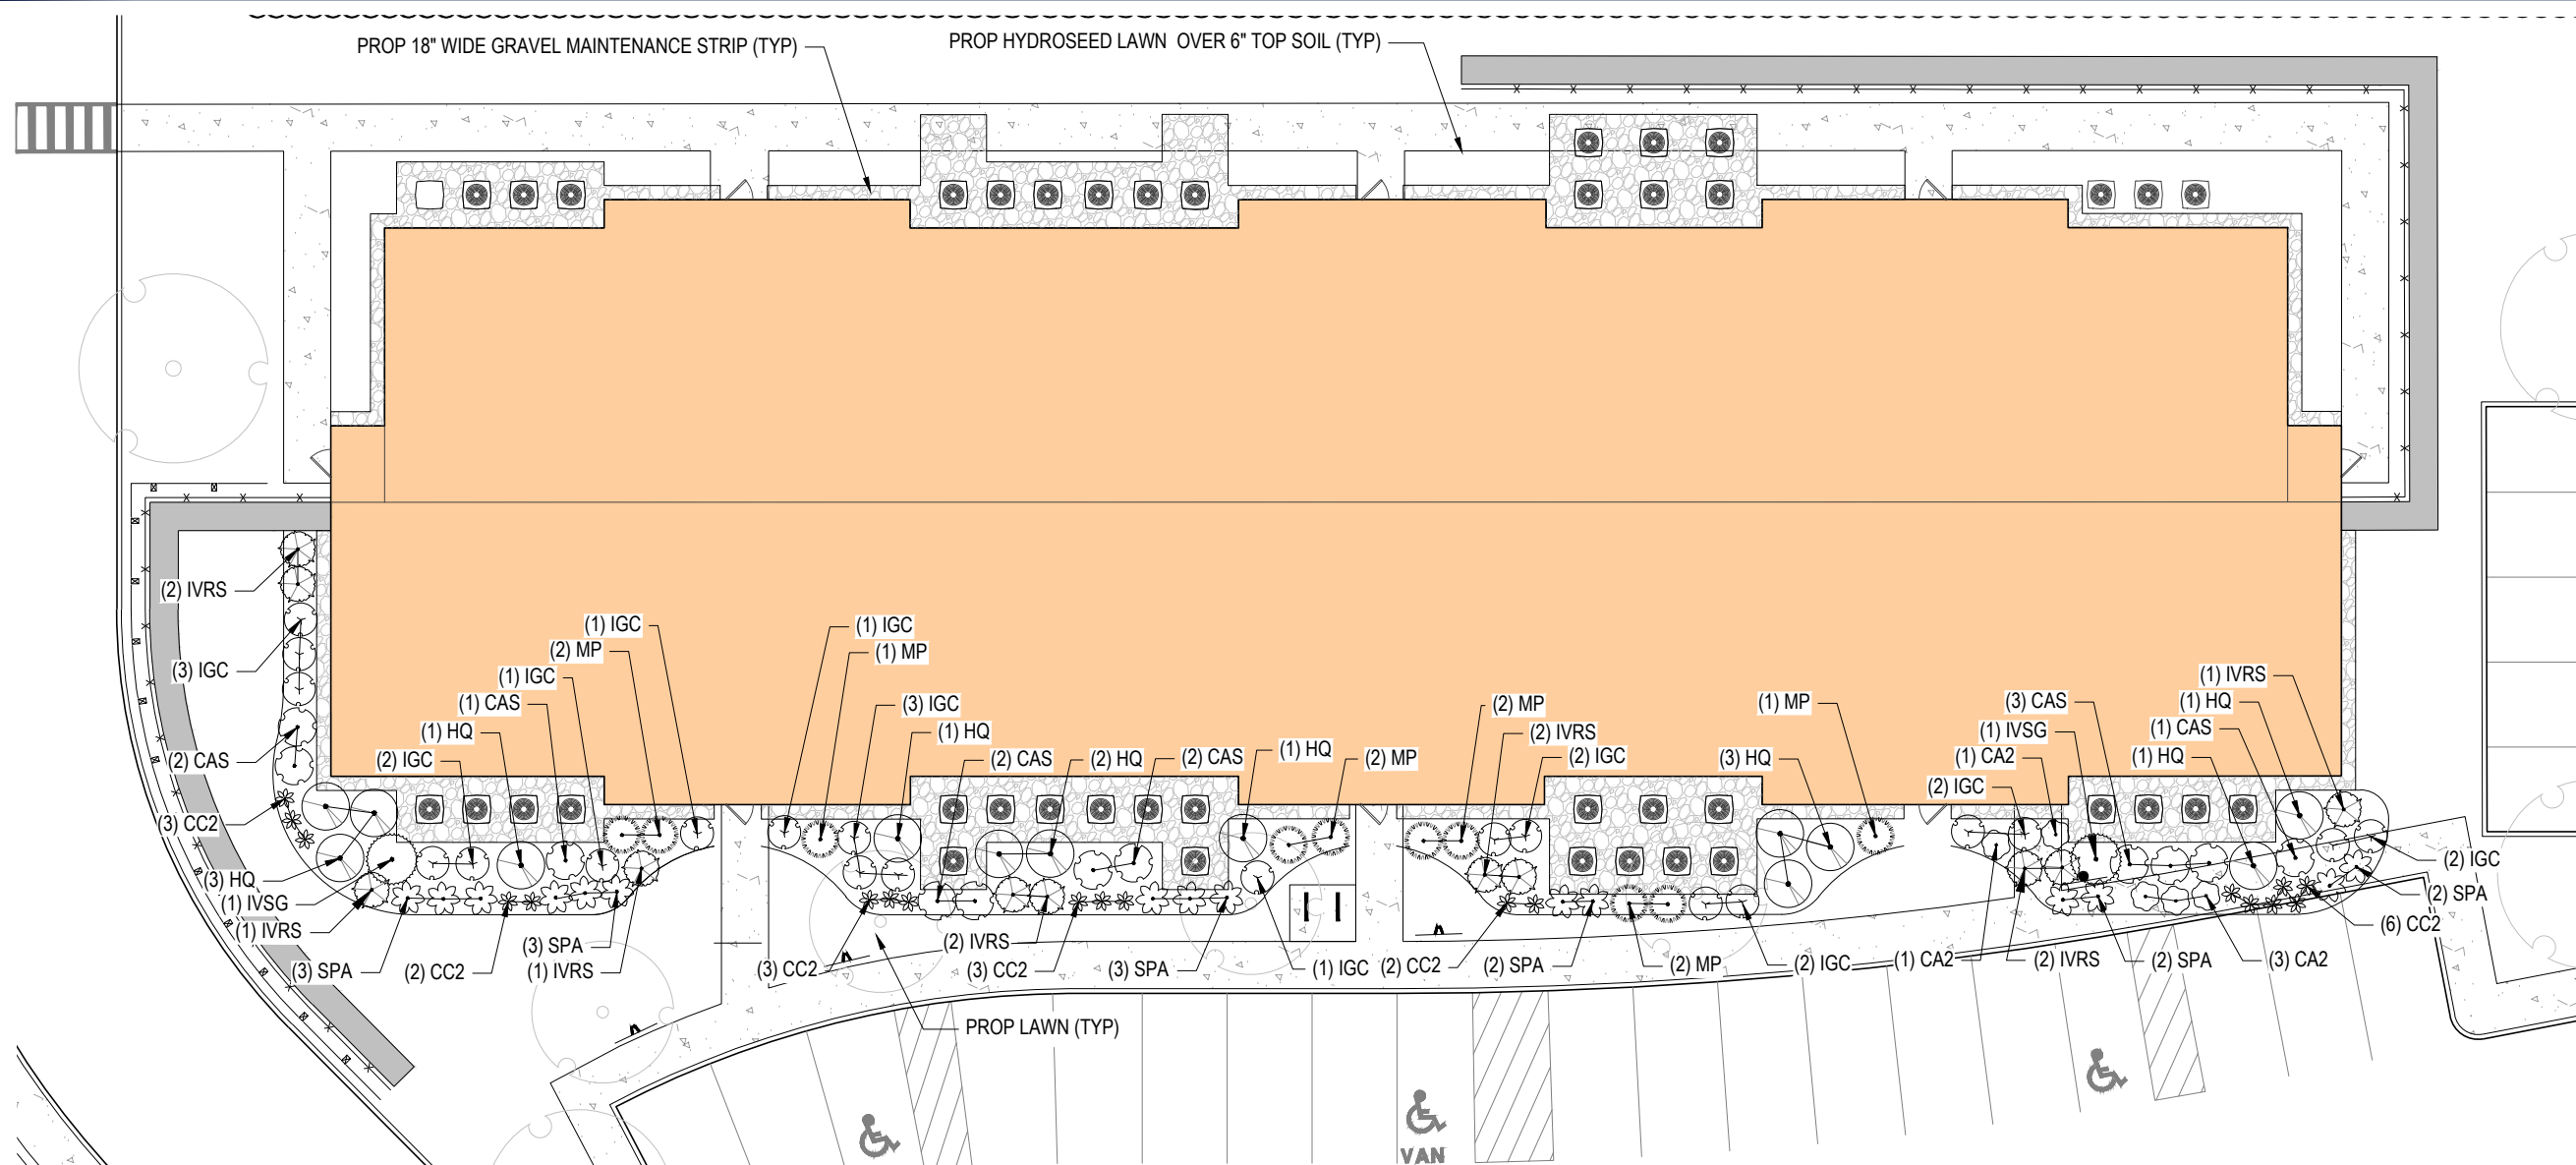 PROP 18" WIDE GRAVEL MAINTENANCE STRIP (TYP)
PROP HYDROSEED LAWN OVER 6" TOP SOIL (TYP)
(2) IVRS
(3) IGC
(2) CAS
(3) CC2
(3) HQ
(1) IVSG
(1) IVRS
(3) SPA
(2) CC2
(3) SPA
(1) IVRS
(2) IGC
(1) HQ
(1) CAS
(1) IGC
(2) MP
(1) IGC
(1) IGC
(1) MP
(3) IGC
(1) HQ
(2) CAS
(2) HQ
(2) CAS
(1) HQ
(2) MP
(3) CC2
(2) IVRS
(3) CC2
(3) SPA
(1) IGC
PROP LAWN (TYP)
(2) MP
(2) IVRS
(2) IGC
(3) HQ
(1) MP
(2) CC2
(2) SPA
(2) MP
(2) IGC
(1) CA2
(2) IVRS
(2) SPA
(3) CA2
(2) IGC
(1) CA2
(1) IVSG
(3) CAS
(1) IVRS
(1) HQ
(1) CAS
(1) HQ
(2) IGC
(2) SPA
(6) CC2
VAN